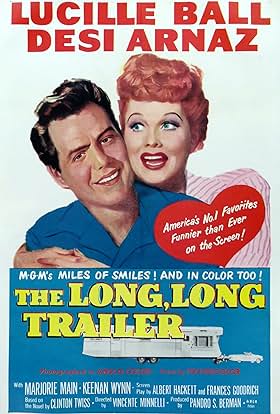 LUCILLE BALL
DESI ARNAZ
America's No.1 Favorites
Funnier than Ever
on the Screen!
M-G-M's MILES OF SMILES! AND IN COLOR TOO!
THE LONG, LONG
TRAILER
With MARJORIE MAIN · KEENAN WYNN · Screen Play by ALBERT HACKETT and FRANCES GOODRICH
Based on the Novel by CLINTON TWISS · Directed by VINCENTE MINNELLI · Produced by PANDRO S. BERMAN